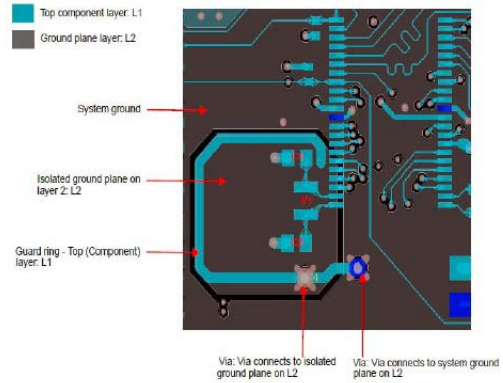 Top component layer: L1
Ground plane layer: L2
System ground
Isolated ground plane on
layer 2: L2
Guard ring - Top (Component)
layer: L1
Y1
Via: Via connects to isolated
ground plane on L2
Via: Via connects to system ground
plane on L2